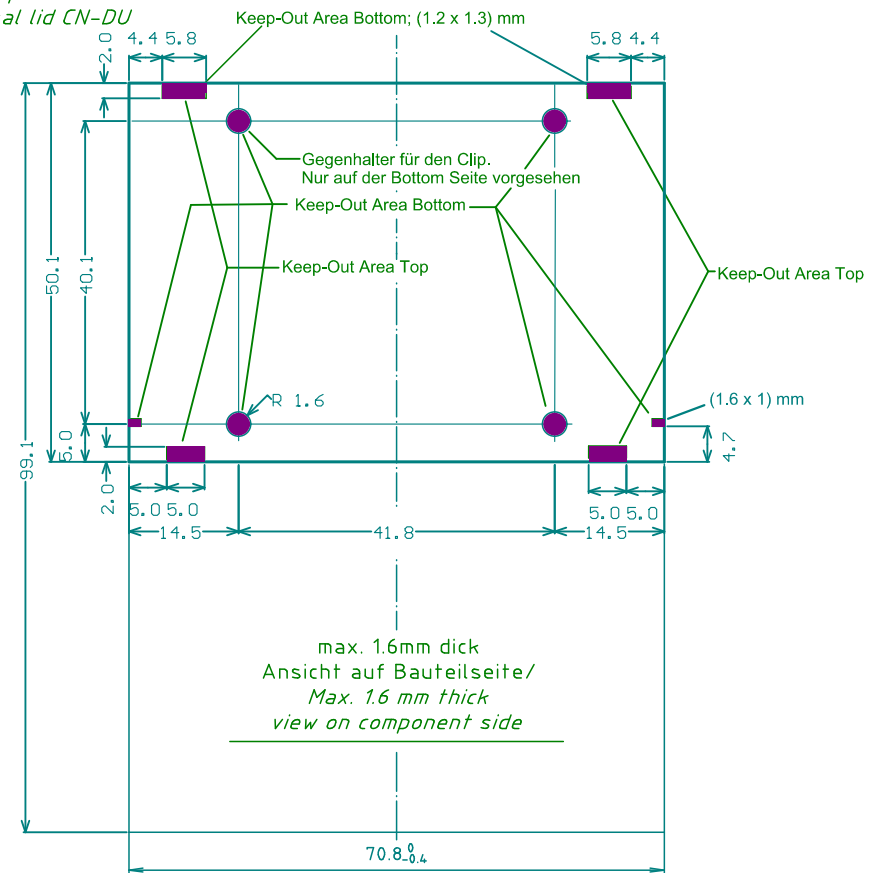 al lid CN-DU
Keep-Out Area Bottom; (1.2 x 1.3) mm
2.0
4.4 5.8
5.8 4.4
Gegenhalter für den Clip.
Nur auf der Bottom Seite vorgesehen
Keep-Out Area Bottom
Keep-Out Area Top
Keep-Out Area Top
50.1
40.1
99.1
R 1.6
(1.6 x 1) mm
5.0
4.7
2.0
5.0 5.0
5.0 5.0
14.5
41.8
14.5
max. 1.6mm dick
Ansicht auf Bauteilseite/
Max. 1.6 mm thick
view on component side
70.8 0 -0.4